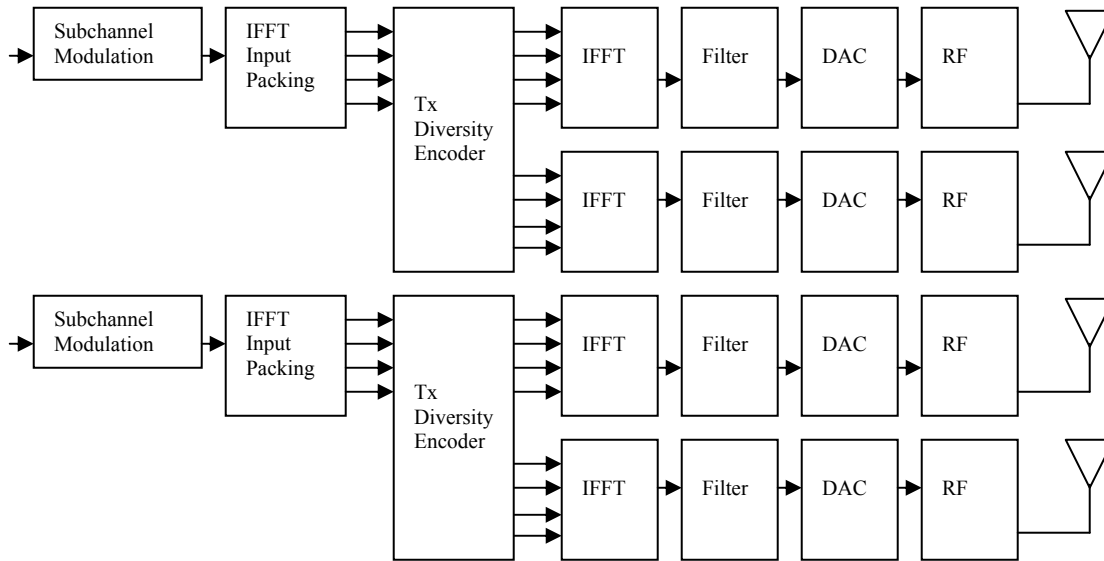 Subchannel
Modulation
IFFT
Input
Packing
Tx
Diversity
Encoder
IFFT
Filter
DAC
RF
IFFT
Filter
DAC
RF
Subchannel
Modulation
IFFT
Input
Packing
Tx
Diversity
Encoder
IFFT
Filter
DAC
RF
IFFT
Filter
DAC
RF